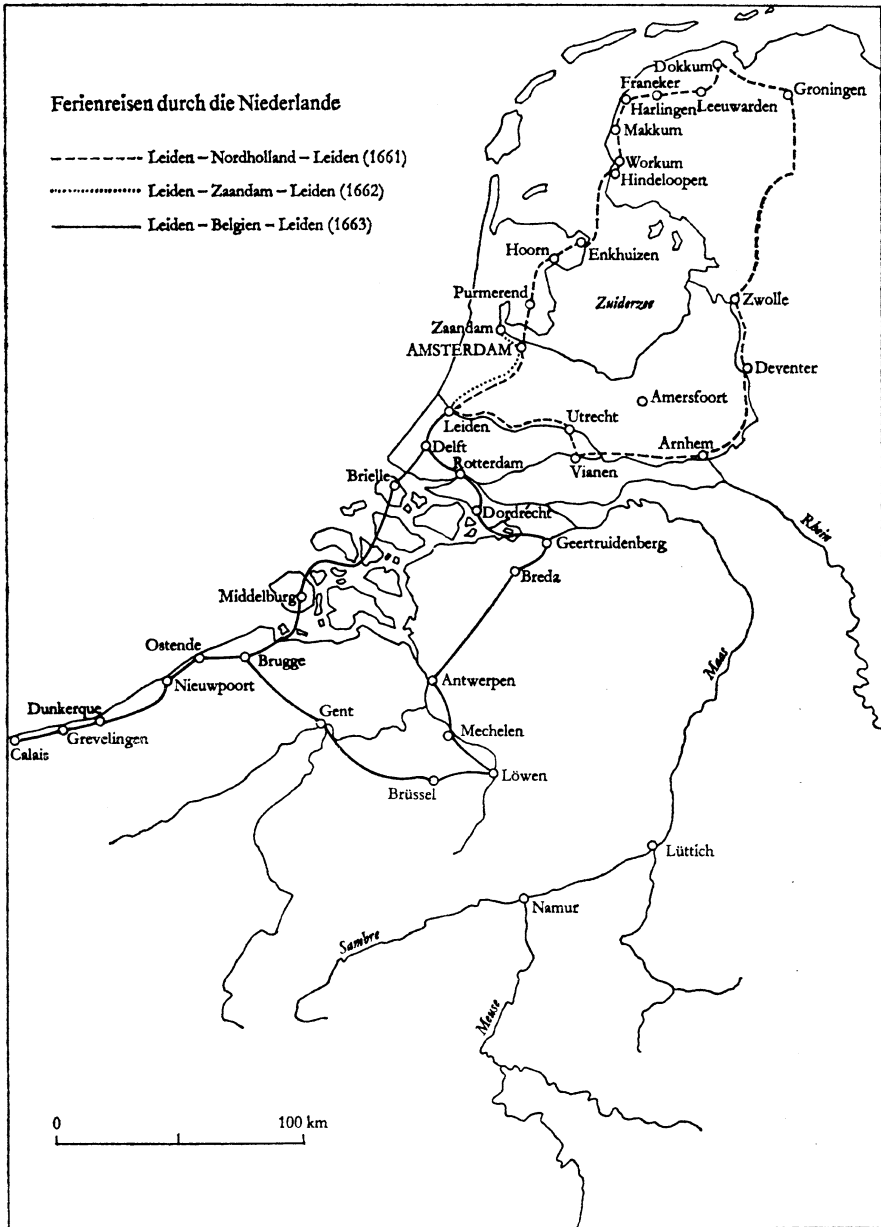 Ferienreisen durch die Niederlande
Leiden – Nordholland – Leiden (1661)
Leiden – Zaandam – Leiden (1662)
Leiden – Belgien – Leiden (1663)
Dokkum
Franeker
Groningen
Harlingen
Leeuwarden
Makkum
Workum
Hindeloopen
Hoorn
Enkhuizen
Purmerend
Zuiderzee
Zwolle
Zaandam
AMSTERDAM
Deventer
Amersfoort
Leiden
Utrecht
Delft
Arnhem
Rotterdam
Vianen
Brielle
Dordrecht
Rhein
Geertruidenberg
Breda
Middelburg
Ostende
Brugge
Maas
Nieuwpoort
Antwerpen
Dunkerque
Gent
Grevelingen
Mechelen
Calais
Brüssel
Löwen
Lüttich
Namur
Sambre
Meuse
0
100 km